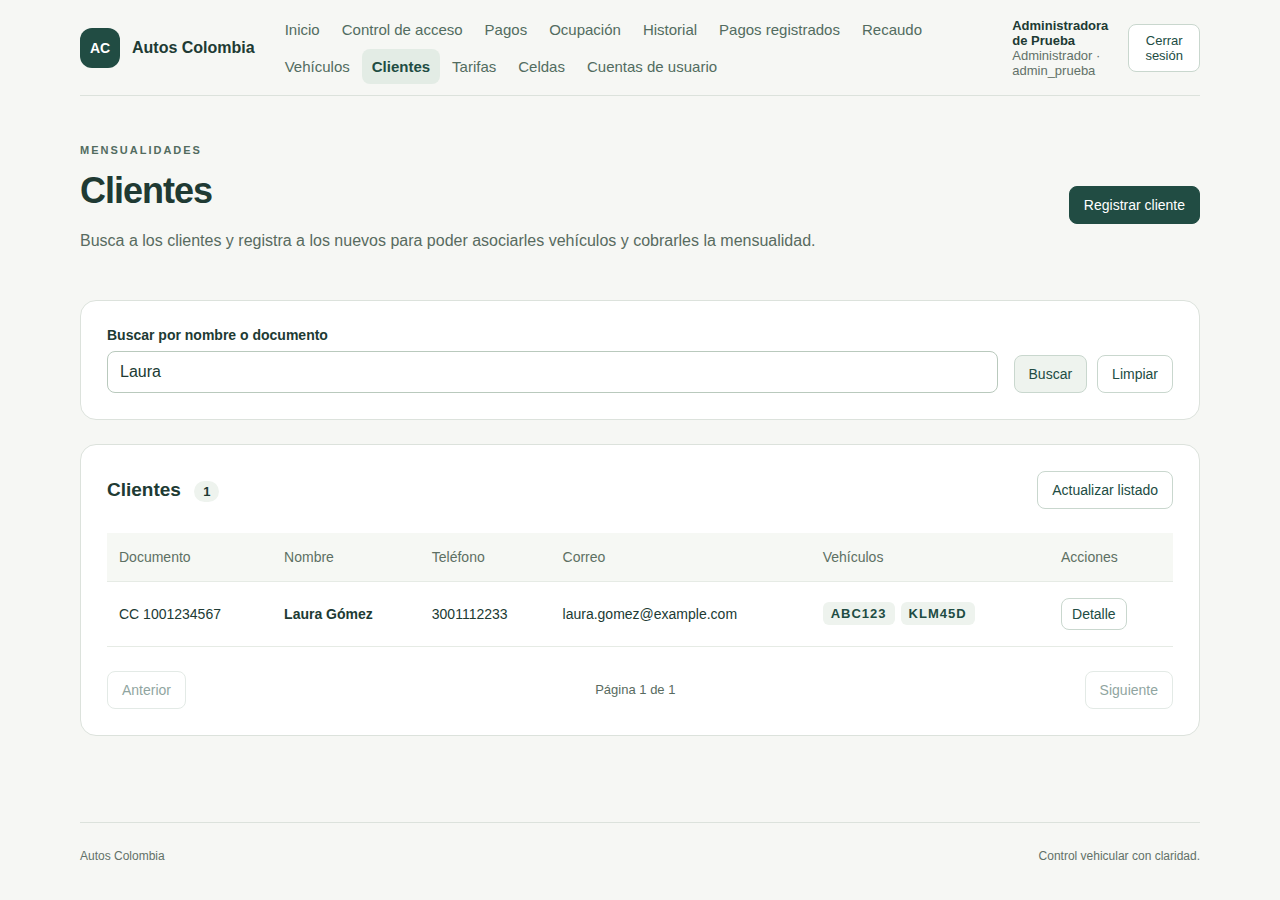 AC
Autos Colombia
Inicio Control de acceso Pagos Ocupación Historial Pagos registrados Recaudo
Vehículos Clientes Tarifas Celdas Cuentas de usuario
Administradora
de Prueba
Administrador ·
admin_prueba
Cerrar
sesión
MENSUALIDADES
Clientes
Registrar cliente
Busca a los clientes y registra a los nuevos para poder asociarles vehículos y cobrarles la mensualidad.
Buscar por nombre o documento
Laura Buscar Limpiar
Clientes 1 Actualizar listado
Documento Nombre Teléfono Correo Vehículos Acciones
CC 1001234567 Laura Gómez 3001112233 laura.gomez@example.com ABC123 KLM45D Detalle
Anterior Página 1 de 1 Siguiente
Autos Colombia Control vehicular con claridad.